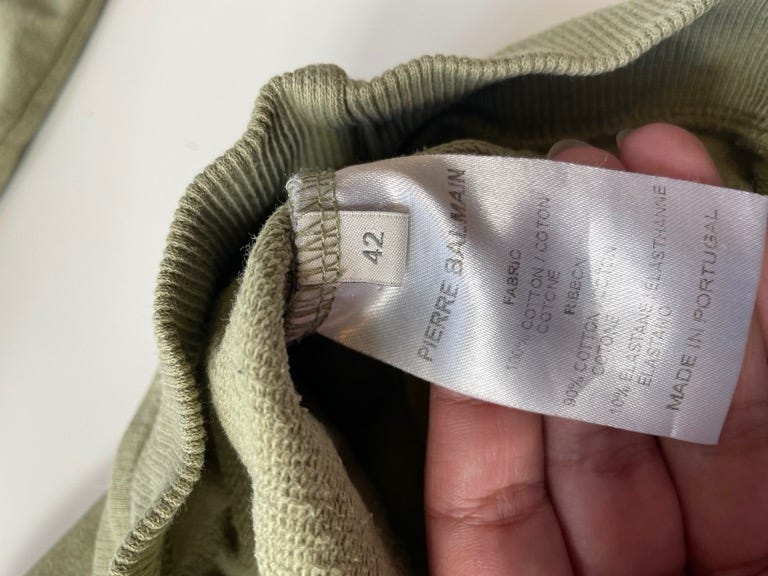 42
PIERRE BALMAIN
FABRIC
100% COTTON / COTON
COTONE
RIBBON
90% COTTON / COTON
COTONE
10% ELASTANE / ELASTHANNE
ELASTANO
MADE IN PORTUGAL